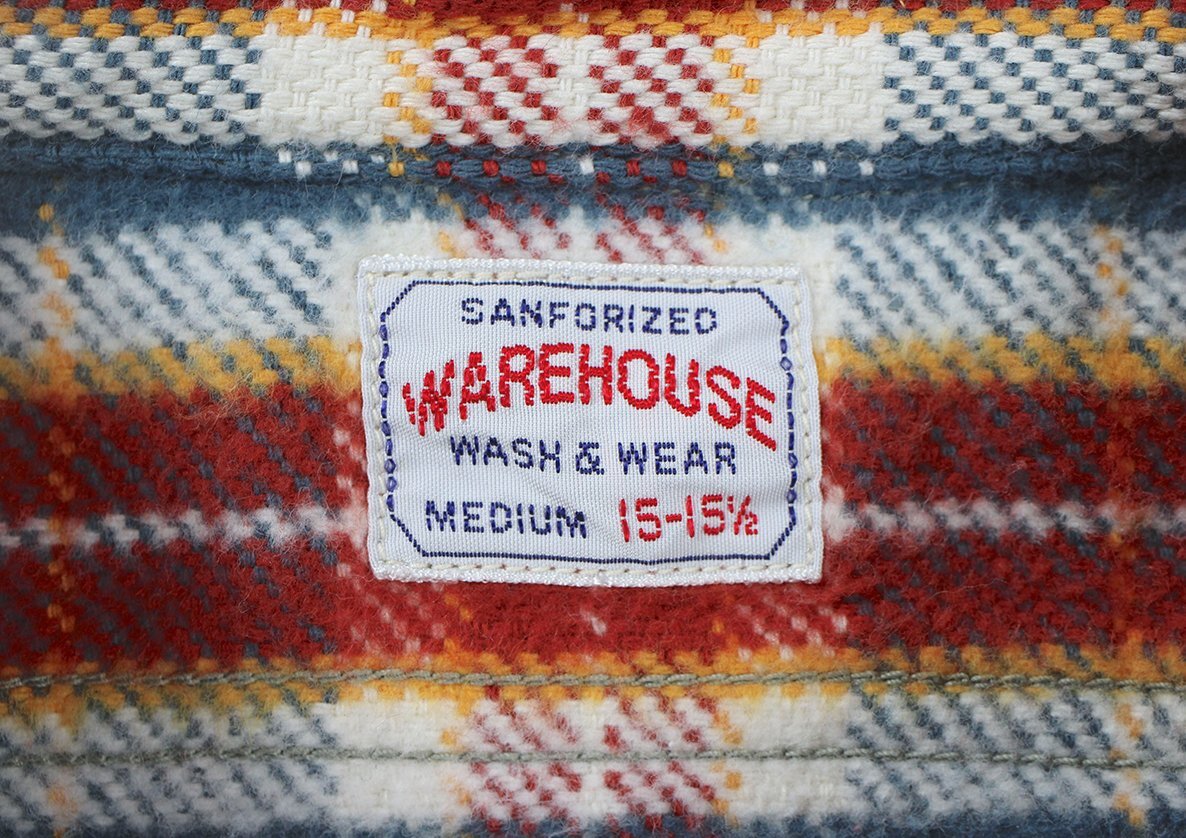 SANFORIZED
WAREHOUSE
WASH & WEAR
MEDIUM 15-15½